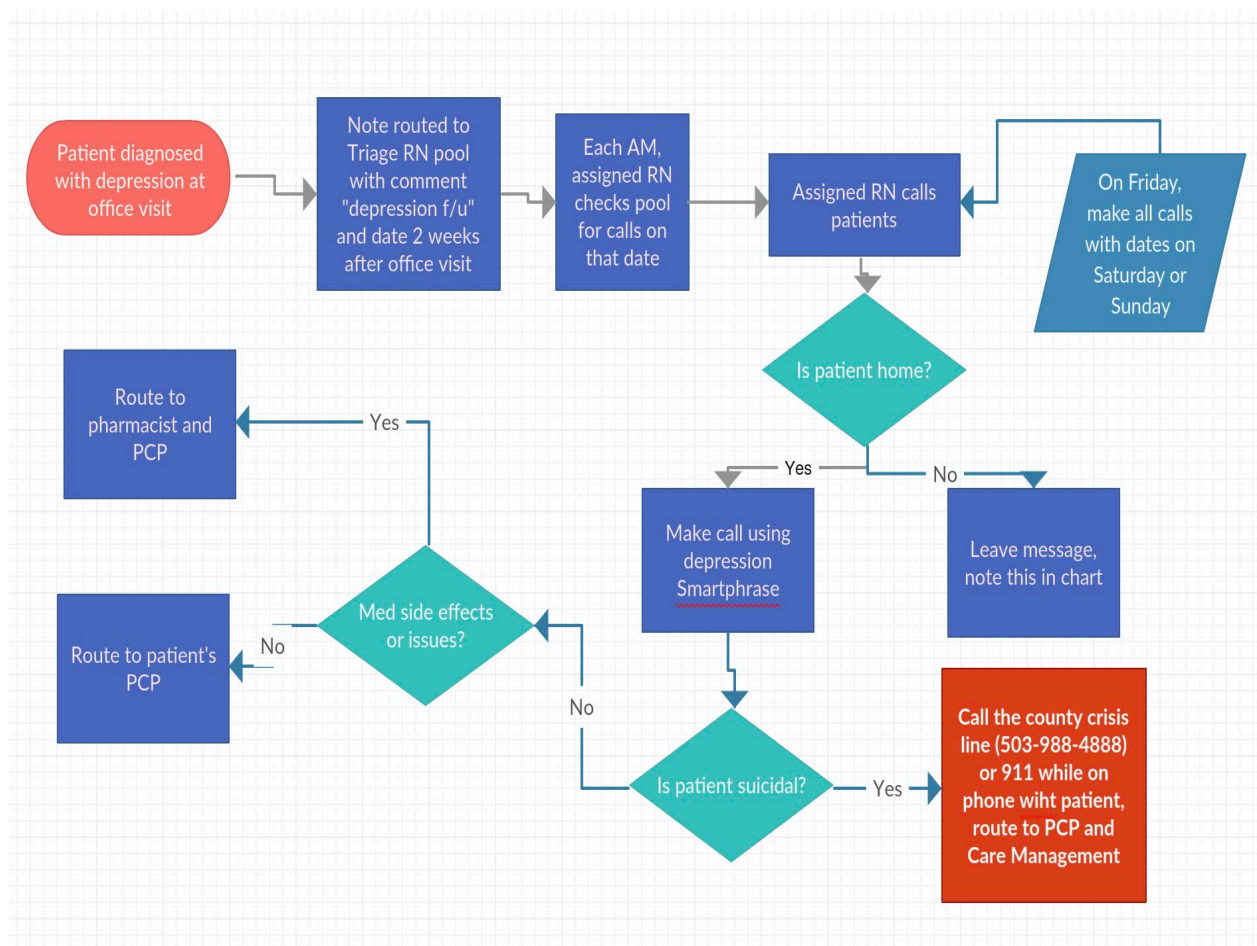 Patient diagnosed
with depression at
office visit
Note routed to
Triage RN pool
with comment
"depression f/u"
and date 2 weeks
after office visit
Each AM,
assigned RN
checks pool
for calls on
that date
Assigned RN calls
patients
On Friday,
make all calls
with dates on
Saturday or
Sunday
Is patient home?
Yes
No
Make call using
depression
Smartphrase
Leave message,
note this in chart
Is patient suicidal?
Yes
Call the county crisis
line (503-988-4888)
or 911 while on
phone wiht patient,
route to PCP and
Care Management
No
Med side effects
or issues?
Yes
Route to
pharmacist and
PCP
No
Route to patient's
PCP